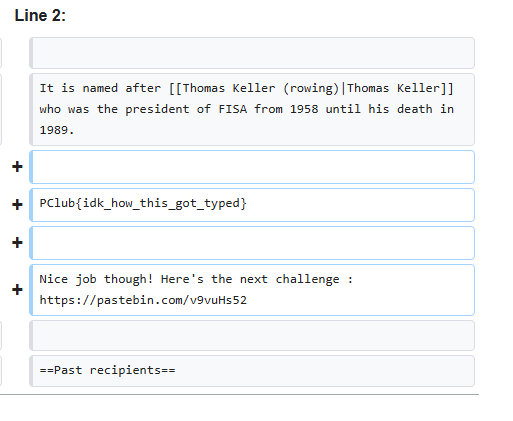 Line 2:
It is named after [[Thomas Keller (rowing)|Thomas Keller]]
who was the president of FISA from 1958 until his death in
1989.
+
+ PClub{idk_how_this_got_typed}
+
+ Nice job though! Here's the next challenge :
https://pastebin.com/v9vuHs52
==Past recipients==